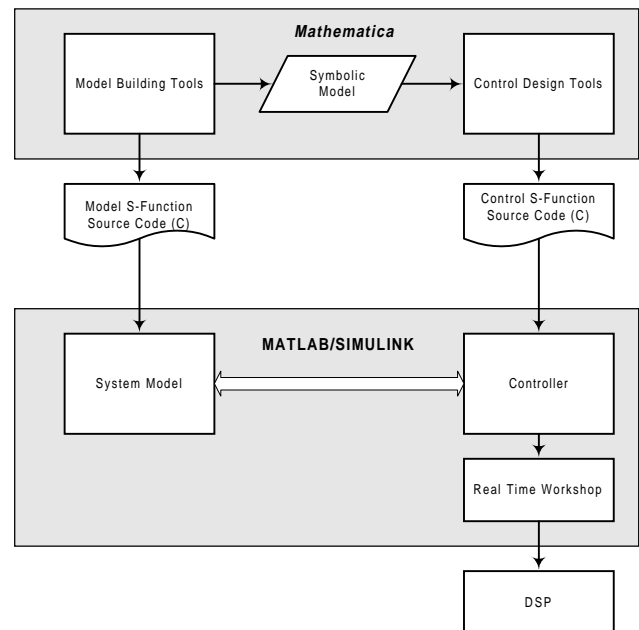 Mathematica
Model Building Tools
Symbolic
Model
Control Design Tools
Model S-Function
Source Code (C)
Control S-Function
Source Code (C)
MATLAB/SIMULINK
System Model
Controller
Real Time Workshop
DSP